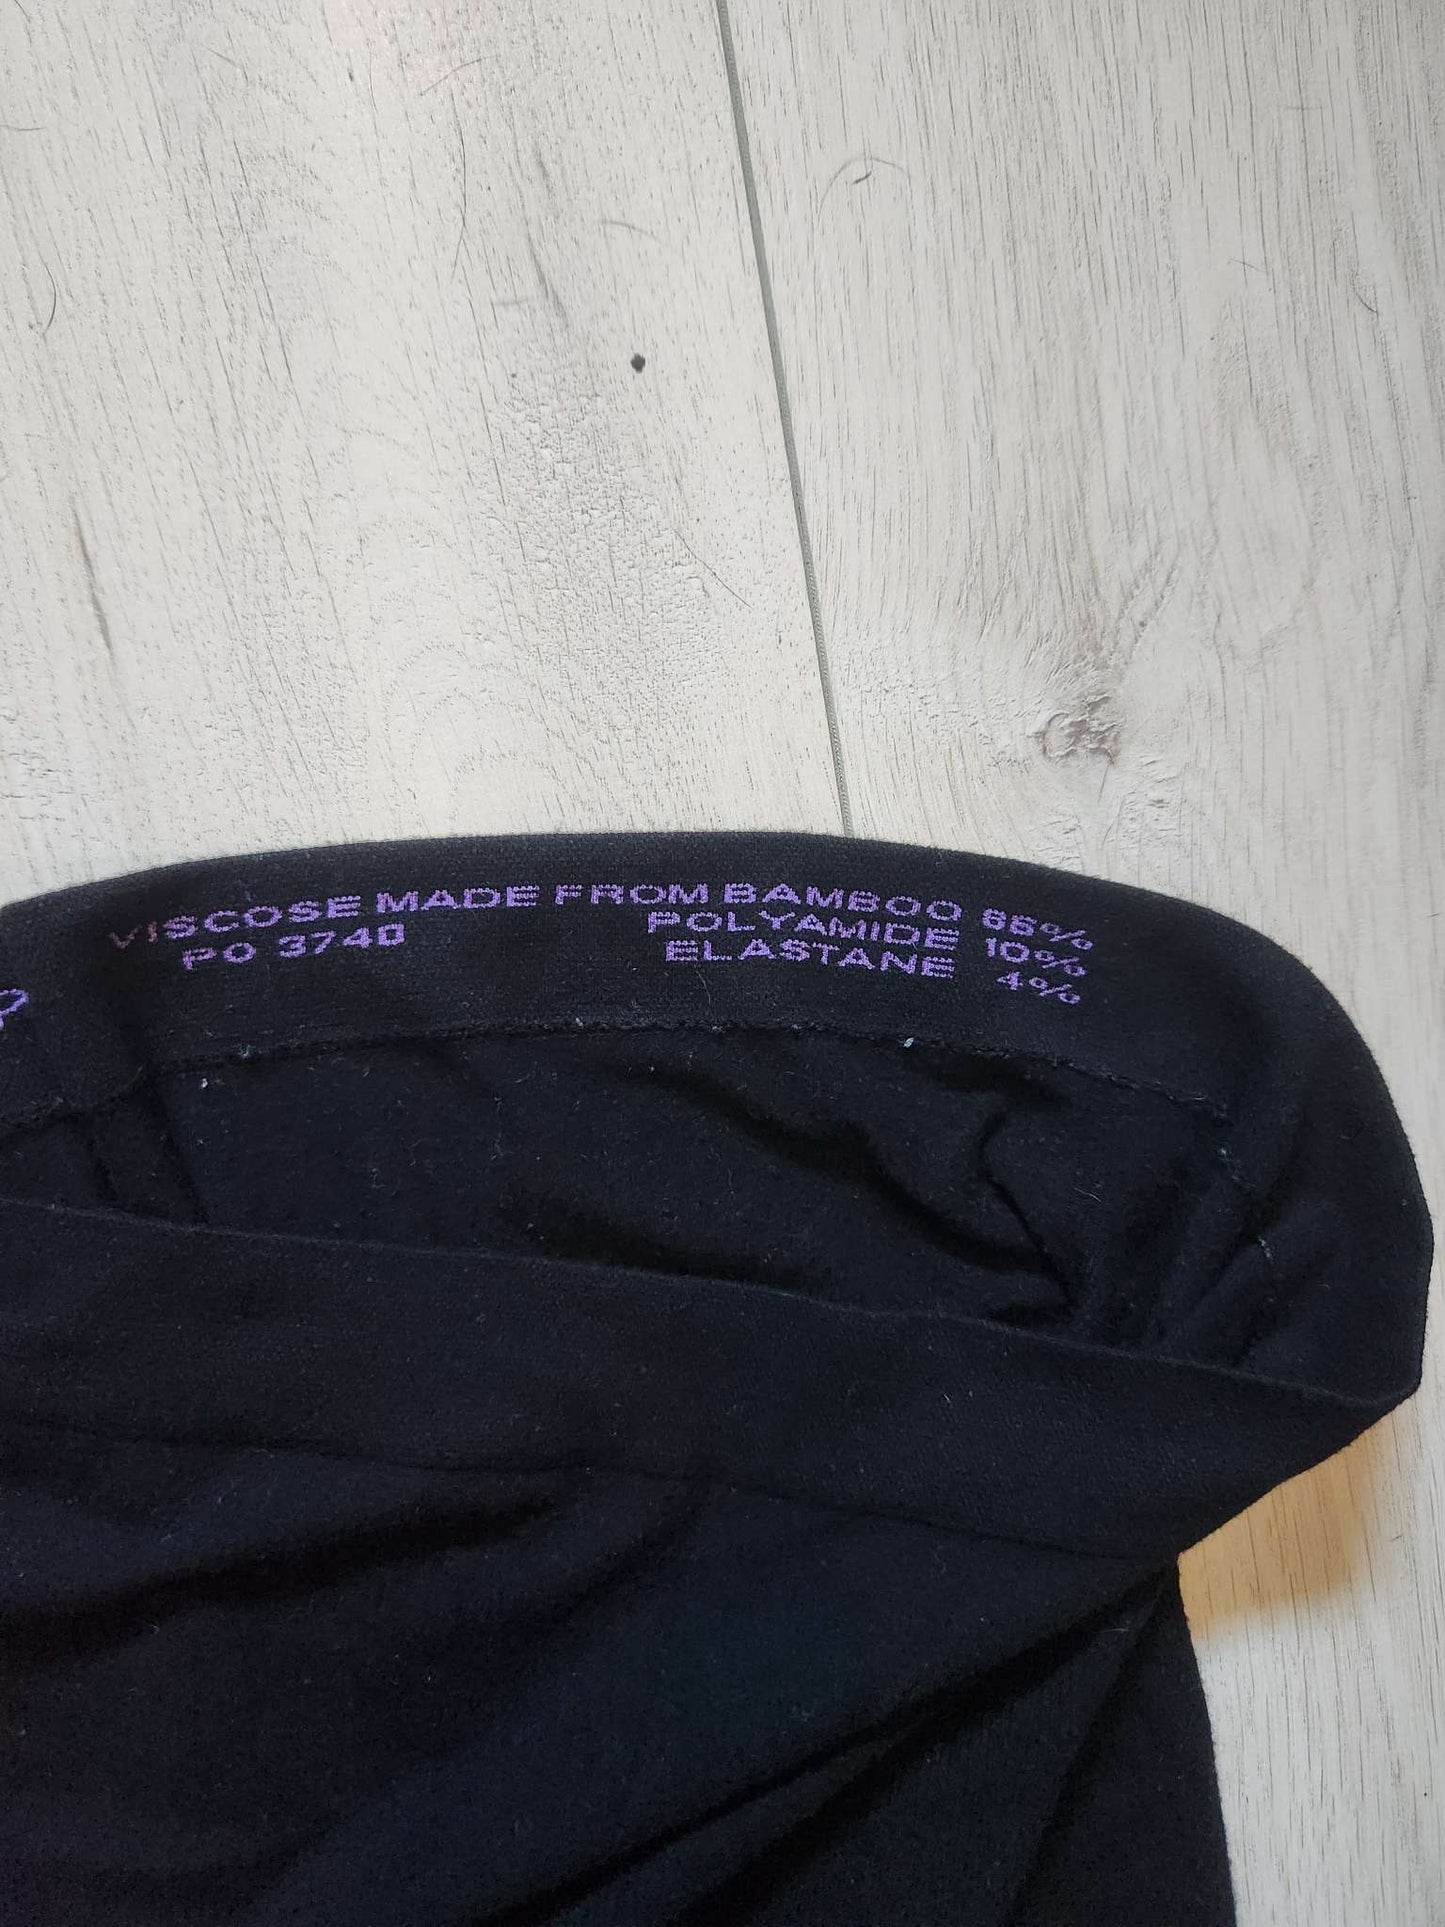 VISCOSE MADE FROM BAMBOO 86%
PO 3740 POLYAMIDE 10%
ELASTANE 4%